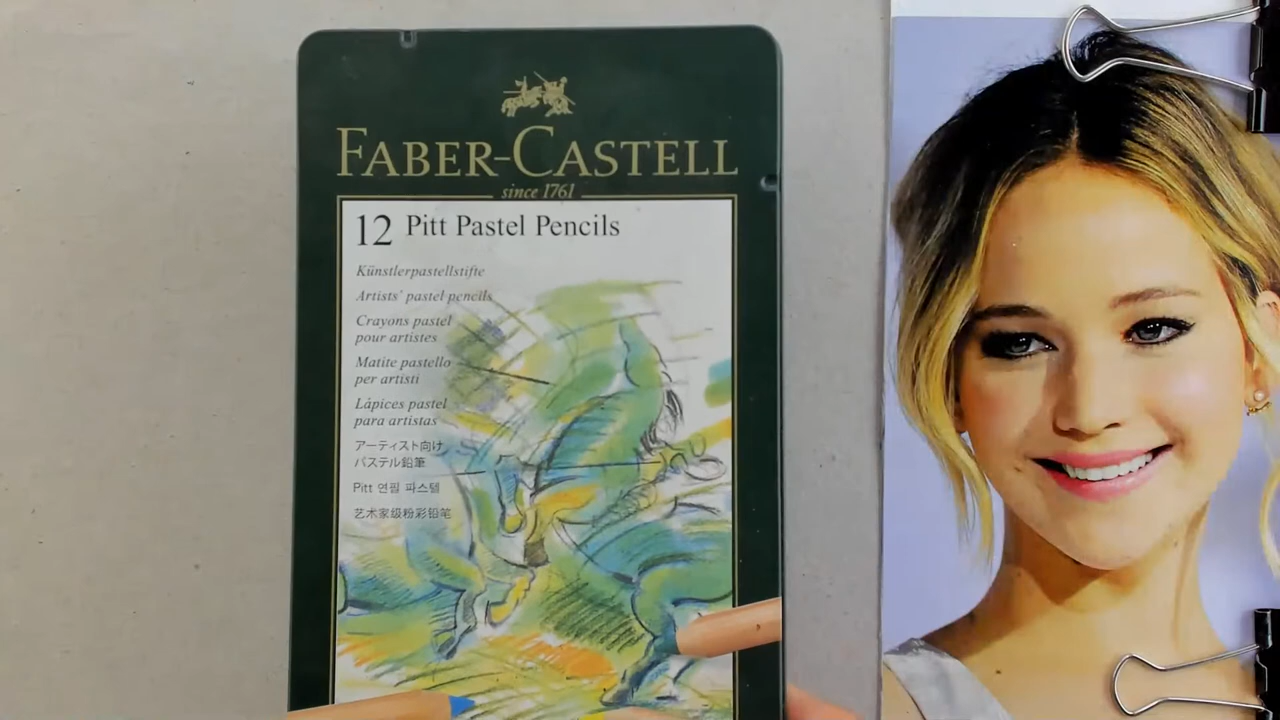 FABER-CASTELL
since 1761
12 Pitt Pastel Pencils
Künstlerpastellstifte
Artists' pastel pencils
Crayons pastel
pour artistes
Matite pastello
per artisti
Lápices pastel
para artistas
アーティスト向け
パステル鉛筆
Pitt 연필 파스텔
艺术家级粉彩铅笔